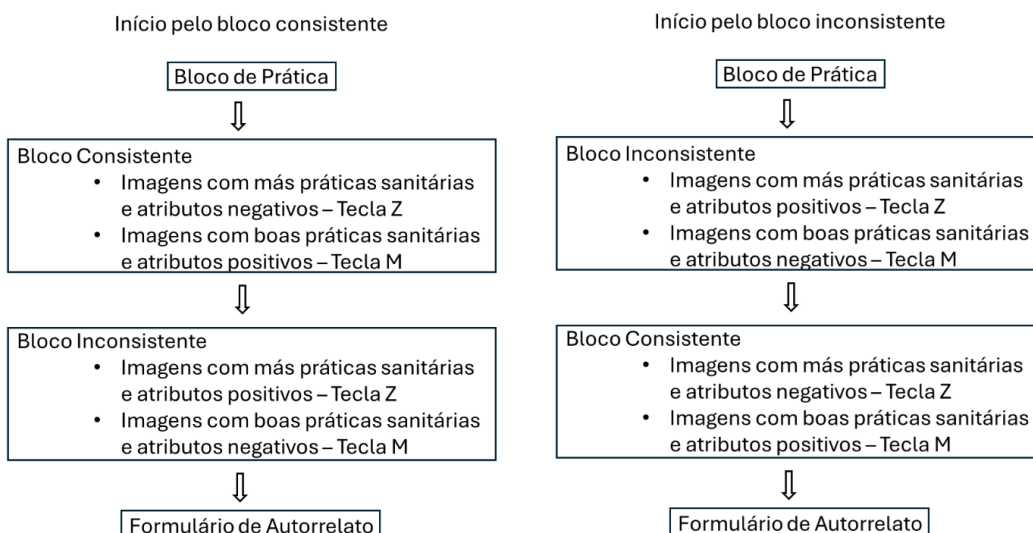 Início pelo bloco consistente
Bloco de Prática
Bloco Consistente
• Imagens com más práticas sanitárias
e atributos negativos – Tecla Z
• Imagens com boas práticas sanitárias
e atributos positivos – Tecla M
Bloco Inconsistente
• Imagens com más práticas sanitárias
e atributos positivos – Tecla Z
• Imagens com boas práticas sanitárias
e atributos negativos – Tecla M
Formulário de Autorrelato
Início pelo bloco inconsistente
Bloco de Prática
Bloco Inconsistente
• Imagens com más práticas sanitárias
e atributos positivos – Tecla Z
• Imagens com boas práticas sanitárias
e atributos negativos – Tecla M
Bloco Consistente
• Imagens com más práticas sanitárias
e atributos negativos – Tecla Z
• Imagens com boas práticas sanitárias
e atributos positivos – Tecla M
Formulário de Autorrelato